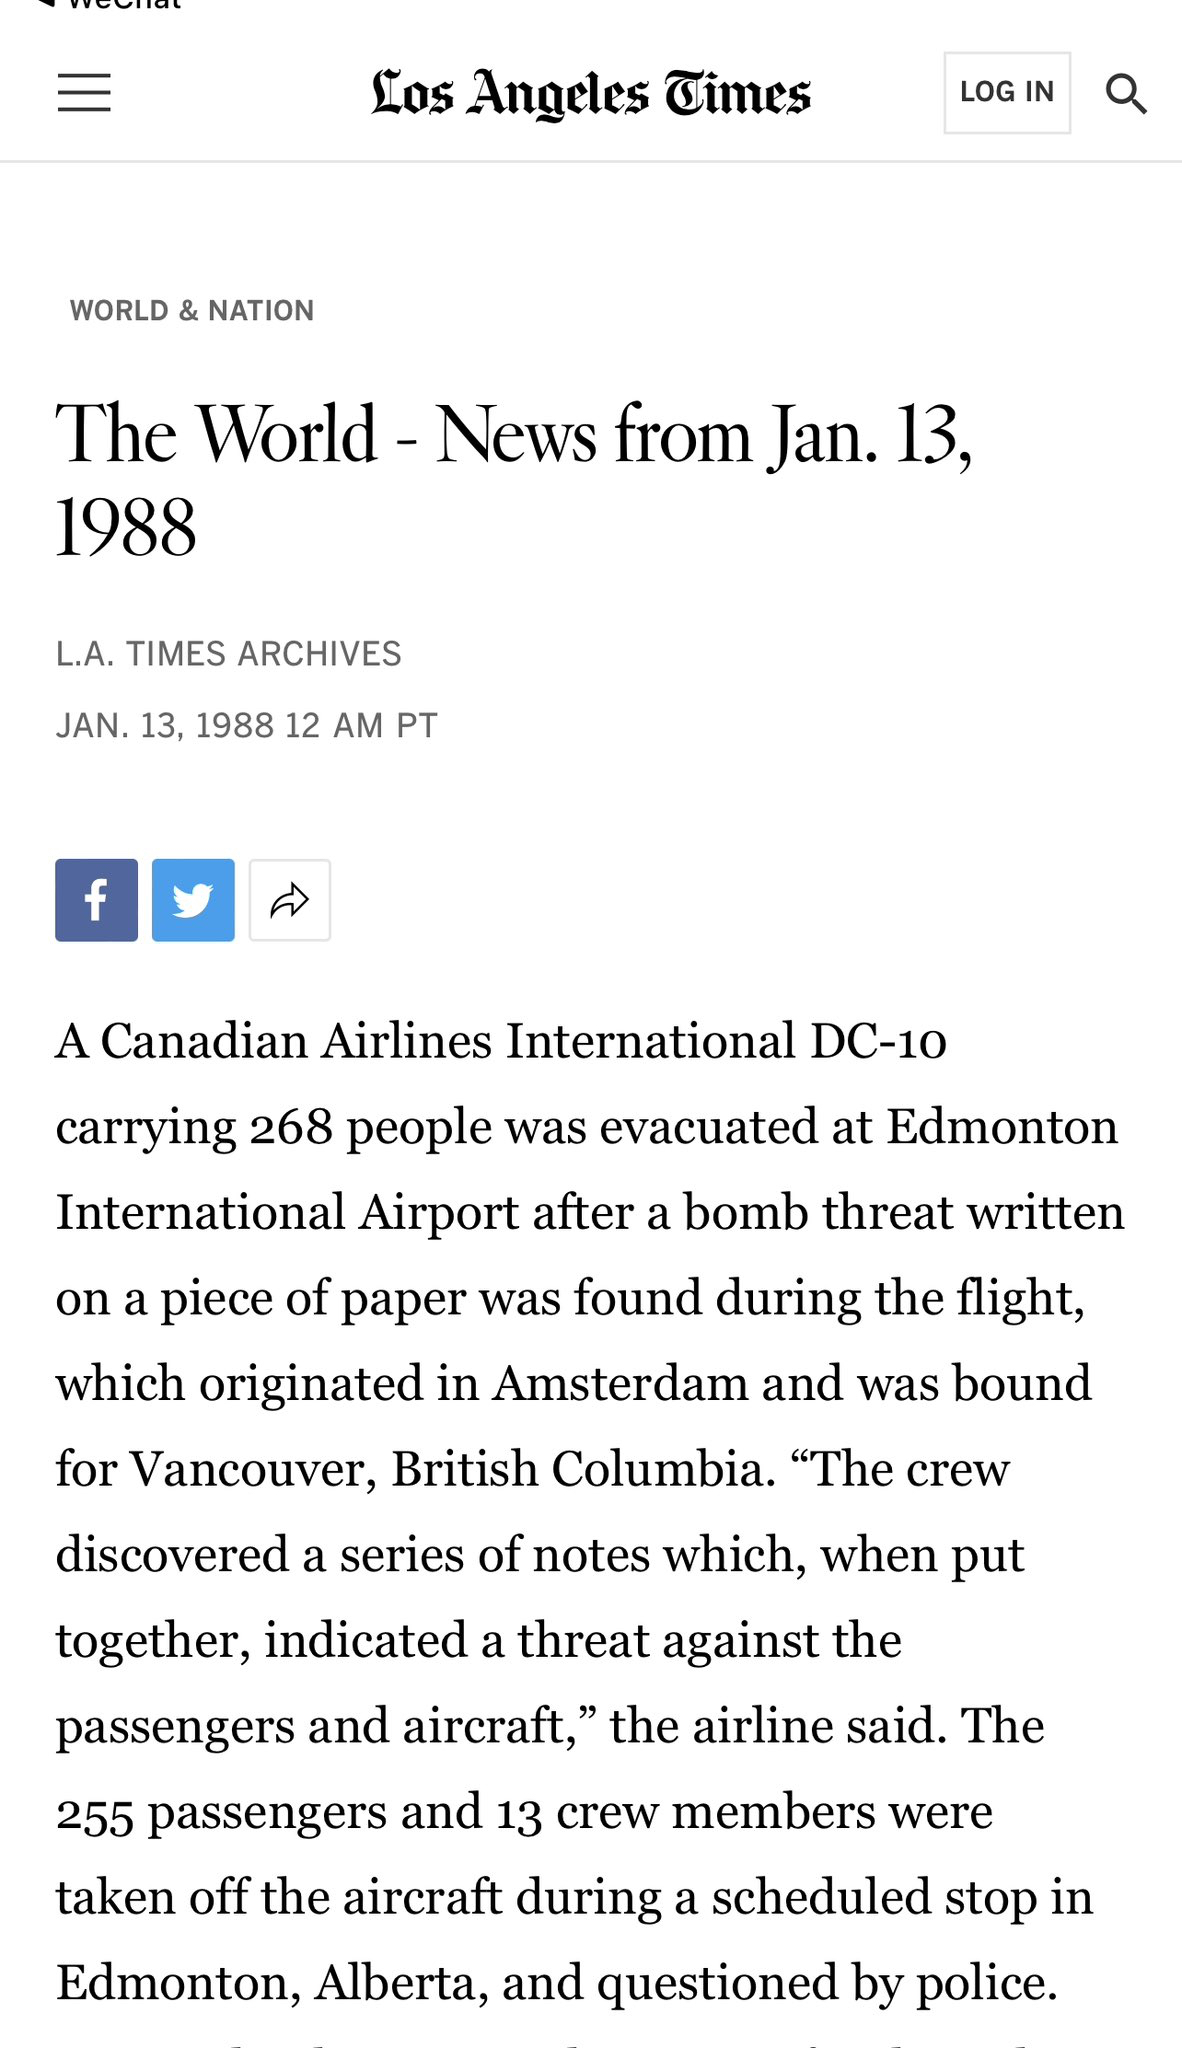 WeChat
Los Angeles Times
LOG IN
WORLD & NATION
The World - News from Jan. 13,
1988
L.A. TIMES ARCHIVES
JAN. 13, 1988 12 AM PT
A Canadian Airlines International DC-10
carrying 268 people was evacuated at Edmonton
International Airport after a bomb threat written
on a piece of paper was found during the flight,
which originated in Amsterdam and was bound
for Vancouver, British Columbia. “The crew
discovered a series of notes which, when put
together, indicated a threat against the
passengers and aircraft,” the airline said. The
255 passengers and 13 crew members were
taken off the aircraft during a scheduled stop in
Edmonton, Alberta, and questioned by police.